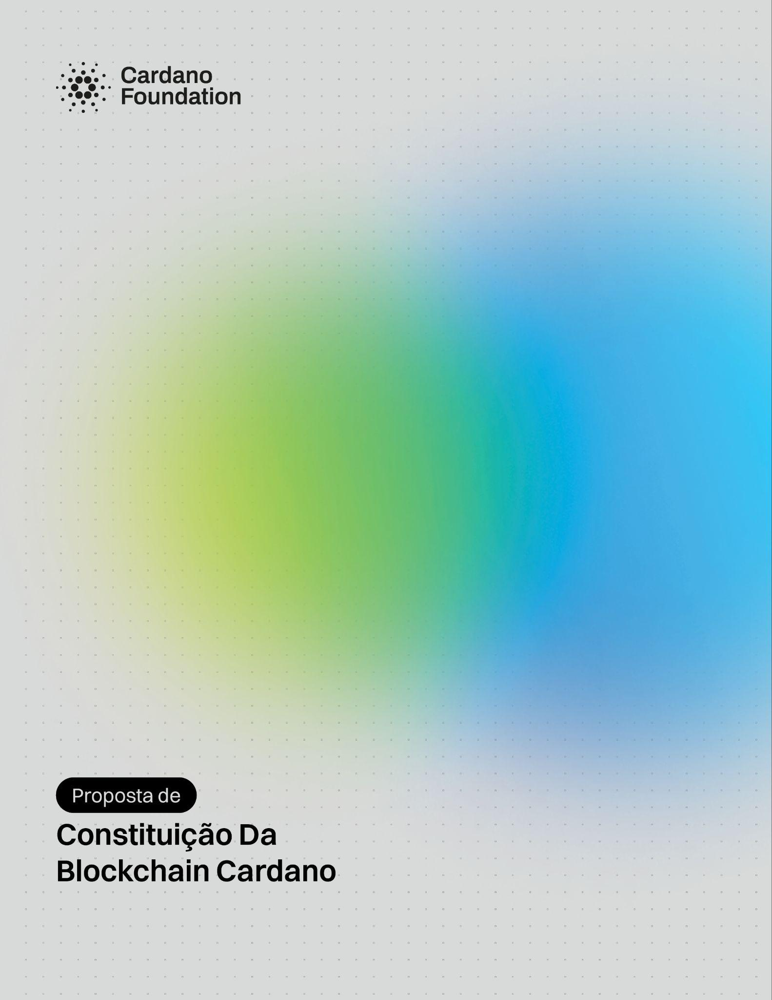 Cardano
Foundation
Proposta de
Constituição Da
Blockchain Cardano